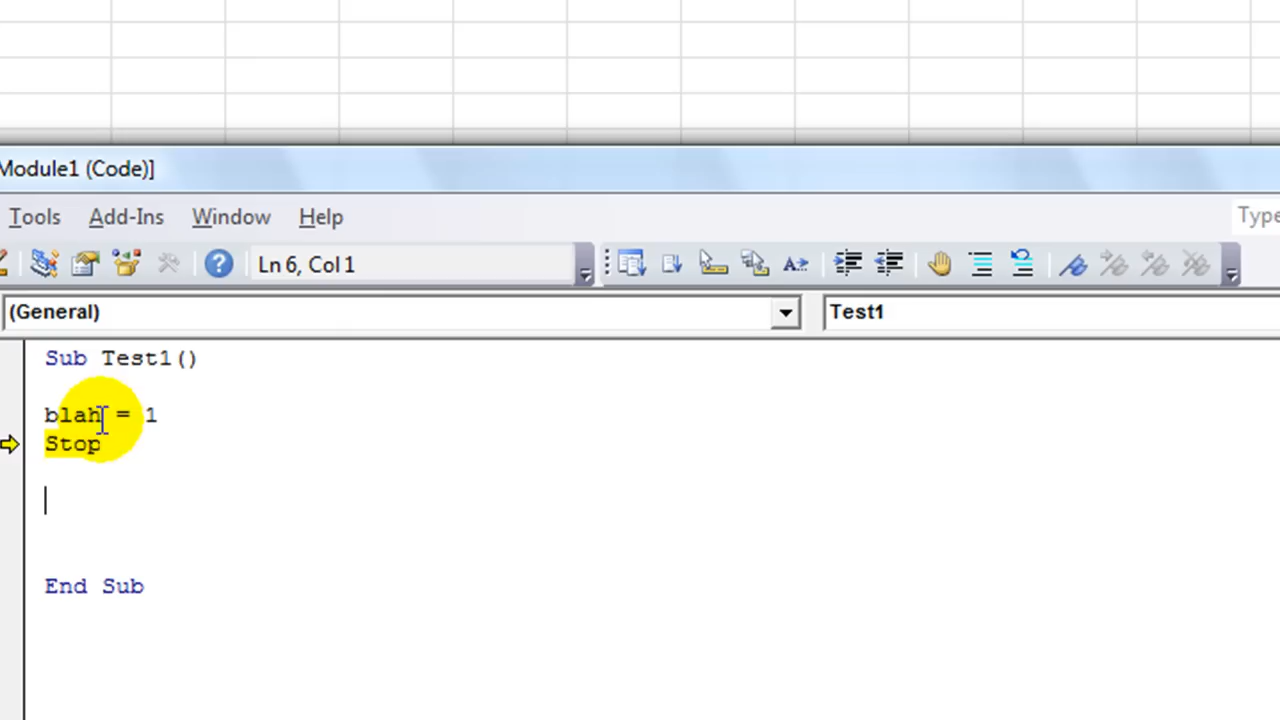 Module1 (Code)]
Tools Add-Ins Window Help Type
Ln 6, Col 1
(General) Test1
Sub Test1()
blah = 1
Stop
End Sub